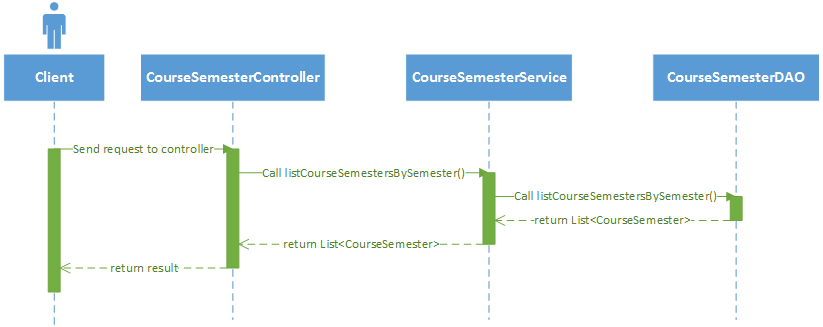 Client
CourseSemesterController
CourseSemesterService
CourseSemesterDAO
Send request to controller
Call listCourseSemestersBySemester()
Call listCourseSemestersBySemester()
return List<CourseSemester>
return List<CourseSemester>
return result